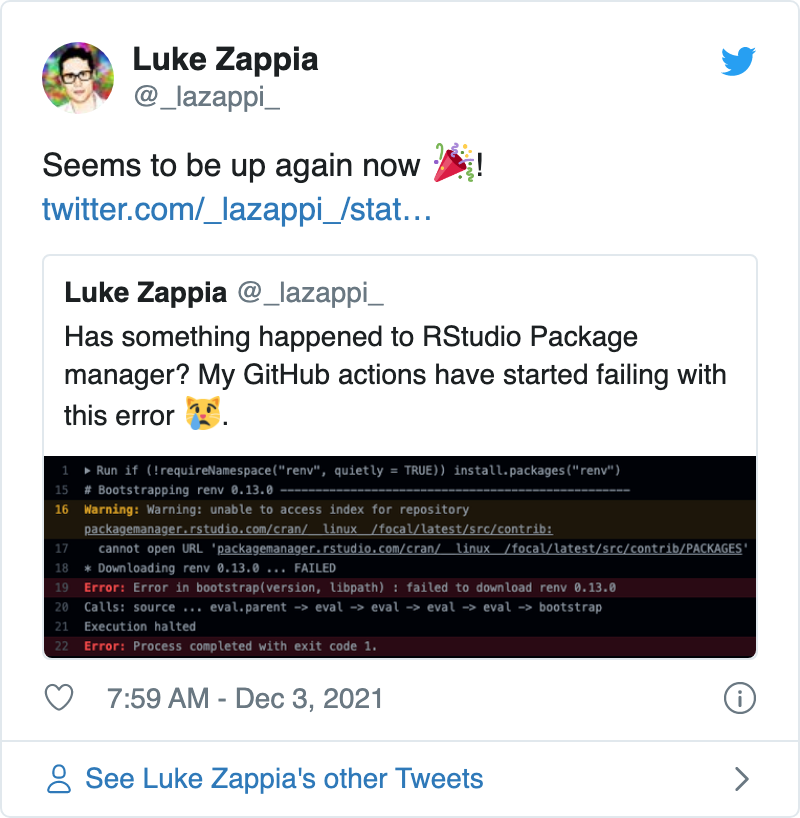 Luke Zappia
@_lazappi_
Seems to be up again now 🎉!
twitter.com/_lazappi_/stat…
Luke Zappia @_lazappi_
Has something happened to RStudio Package
manager? My GitHub actions have started failing with
this error 😿.
1 ▸ Run if (!requireNamespace("renv", quietly = TRUE)) install.packages("renv")
15 # Bootstrapping renv 0.13.0 --------------------------------------------------
16 Warning: Warning: unable to access index for repository
packagemanager.rstudio.com/cran/__linux__/focal/latest/src/contrib:
17 cannot open URL 'packagemanager.rstudio.com/cran/__linux__/focal/latest/src/contrib/PACKAGES'
18 * Downloading renv 0.13.0 ... FAILED
19 Error: Error in bootstrap(version, libpath) : failed to download renv 0.13.0
20 Calls: source ... eval.parent -> eval -> eval -> eval -> eval -> bootstrap
21 Execution halted
22 Error: Process completed with exit code 1.
7:59 AM - Dec 3, 2021
See Luke Zappia's other Tweets